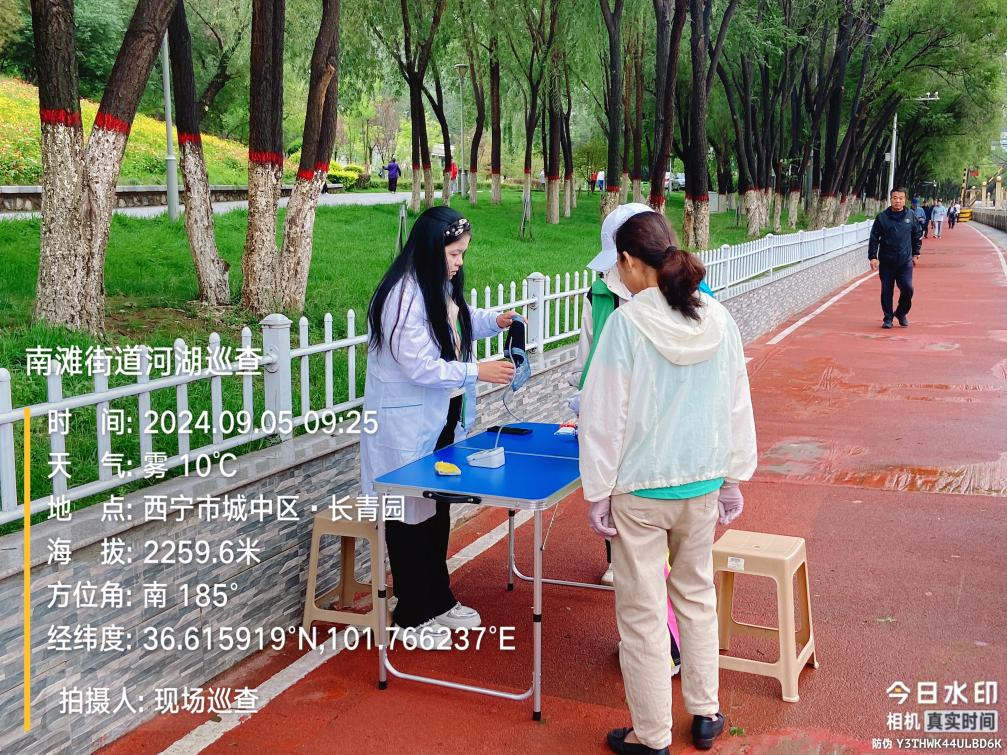 南滩街道河湖巡查
时 间: 2024.09.05 09:25
天 气: 雾 10℃
地 点: 西宁市城中区·长青园
海 拔: 2259.6米
方位角: 南 185°
经纬度: 36.615919°N,101.766237°E
拍摄人: 现场巡查
今日水印
相机 真实时间
防伪 Y3THWK44ULBD6K